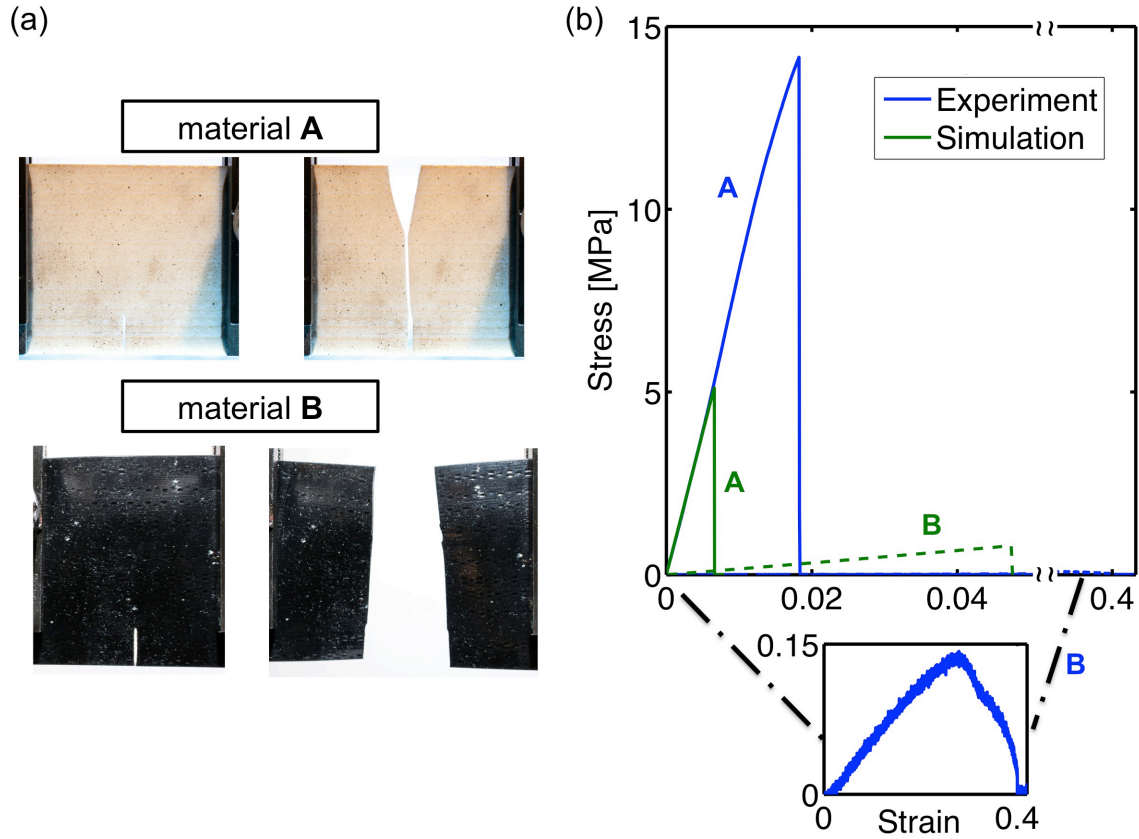 (a)
material A
material B
(b)
15
10
5
0
Stress [MPa]
Experiment
Simulation
A
A
B
0
0.02
0.04
0.4
0.15
0
B
0
Strain
0.4